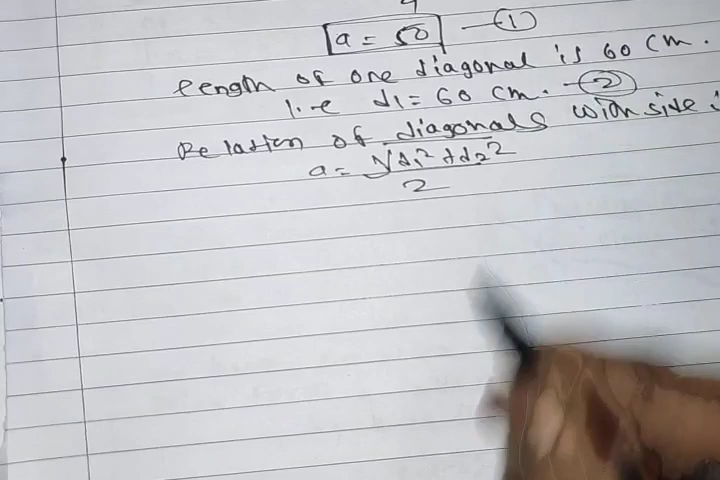 4
a = 50 — 1
Length of one diagonal is 60 cm.
i.e d1 = 60 cm. — 2
Relation of diagonals with side
a = √d1² + d2²
2